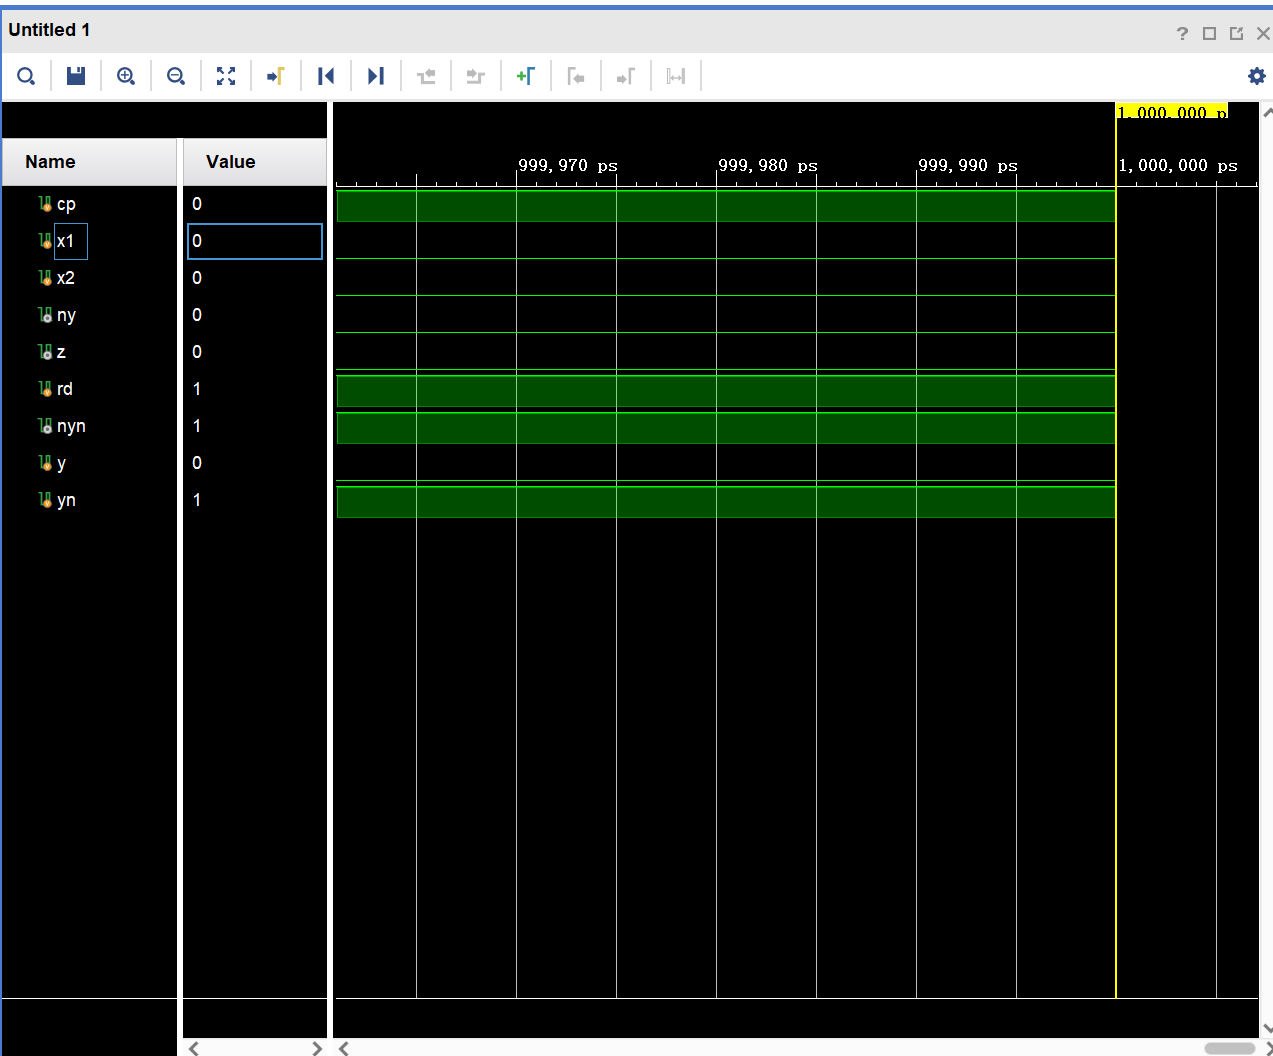 Untitled 1
?
1,000,000 p
Name Value
999,970 ps 999,980 ps 999,990 ps 1,000,000 ps
cp 0
x1 0
x2 0
ny 0
z 0
rd 1
nyn 1
y 0
yn 1